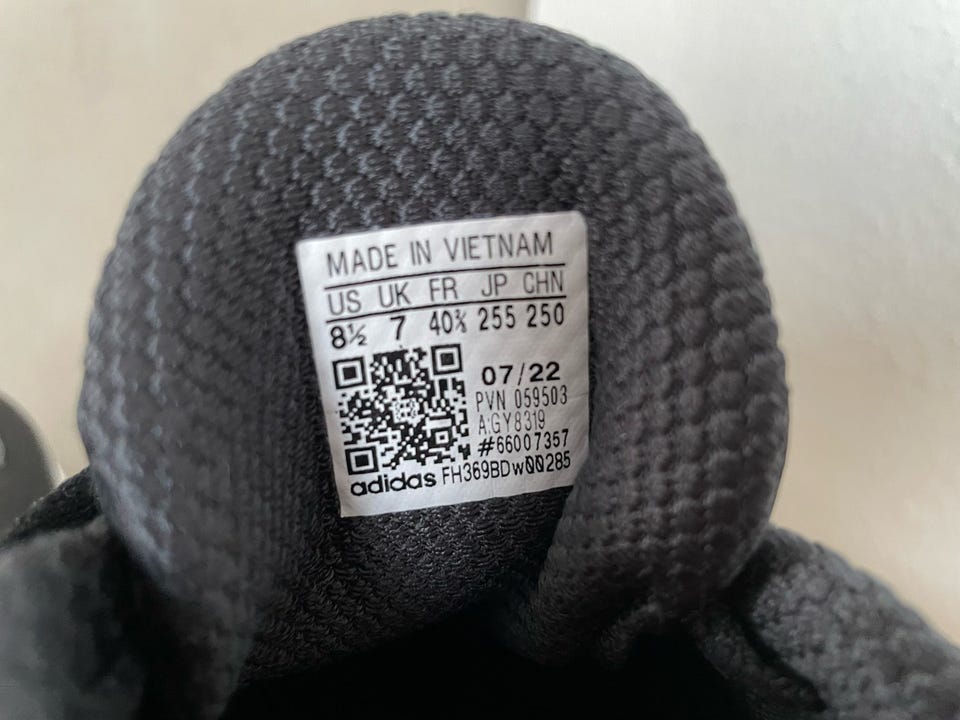 MADE IN VIETNAM
US UK FR JP CHN
8½ 7 40⅔ 255 250
07/22
PVN 059503
A:GY8319
#66007357
adidas FH369BDw00285